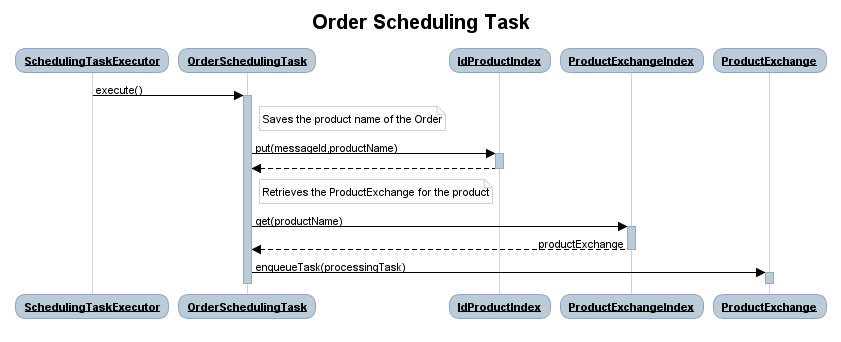 Order Scheduling Task
SchedulingTaskExecutor OrderSchedulingTask IdProductIndex ProductExchangeIndex ProductExchange
execute()
Saves the product name of the Order
put(messageId,productName)
Retrieves the ProductExchange for the product
get(productName)
productExchange
enqueueTask(processingTask)
SchedulingTaskExecutor OrderSchedulingTask IdProductIndex ProductExchangeIndex ProductExchange